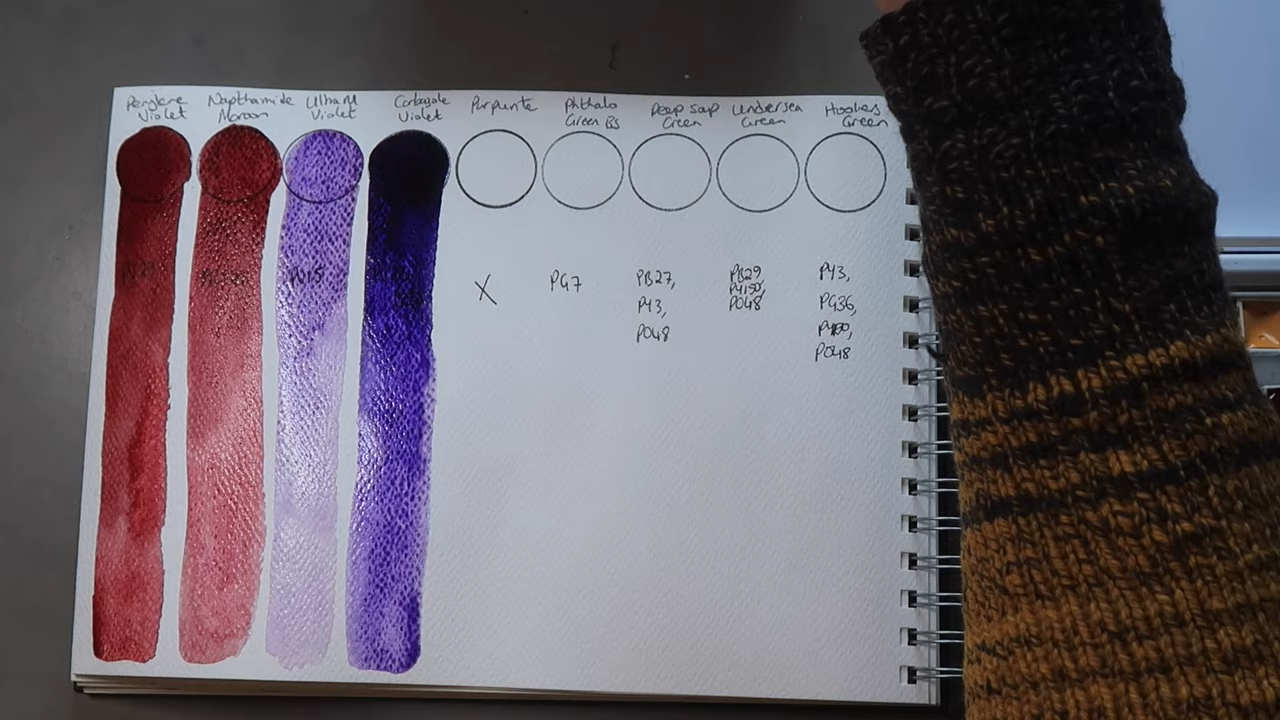 Perylene
Violet
Napthamide
Maroon
Ultram
Violet
Carbazole
Violet
Purpurite
Phthalo
Green BS
Deep Sap
Green
Undersea
Green
Hookers
Green
PV15
X
PG7
PB27,
PY3,
PO48
PB29,
PY150,
PO48
PY3,
PG36,
PY150,
PO48